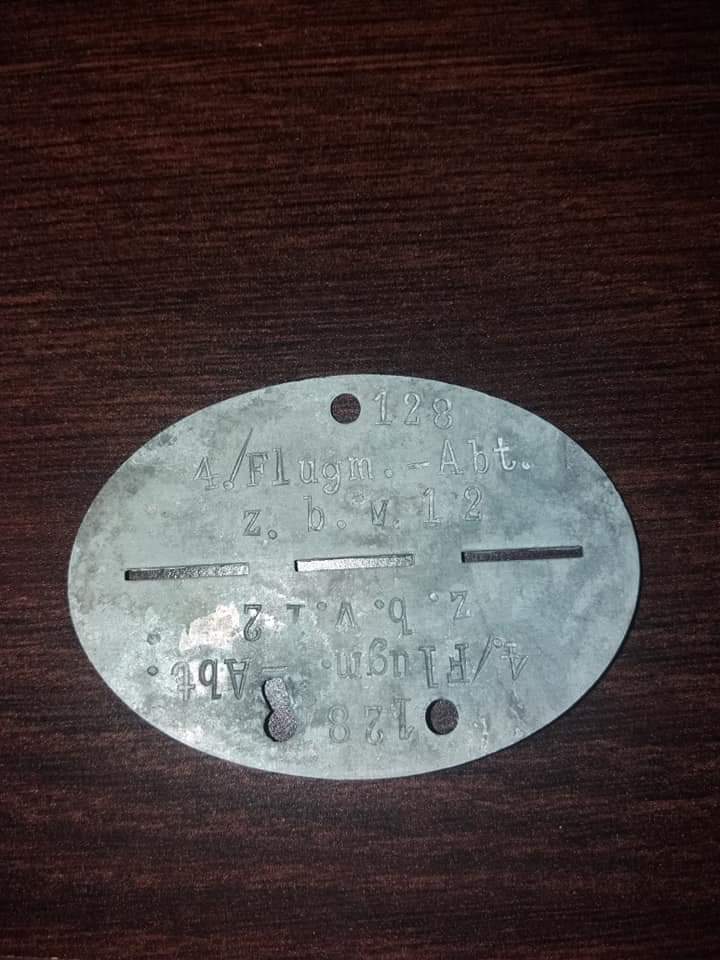 128
4./Flugm.-Abt.
z. b. v. 12
z. b. v. 12
4./Flugm.-Abt.
128